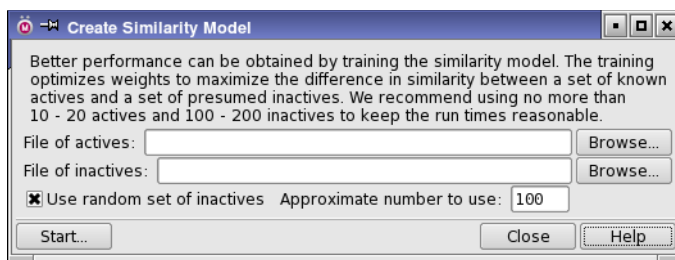 Create Similarity Model
Better performance can be obtained by training the similarity model. The training
optimizes weights to maximize the difference in similarity between a set of known
actives and a set of presumed inactives. We recommend using no more than
10 - 20 actives and 100 - 200 inactives to keep the run times reasonable.
File of actives: Browse...
File of inactives: Browse...
Use random set of inactives Approximate number to use: 100
Start... Close Help